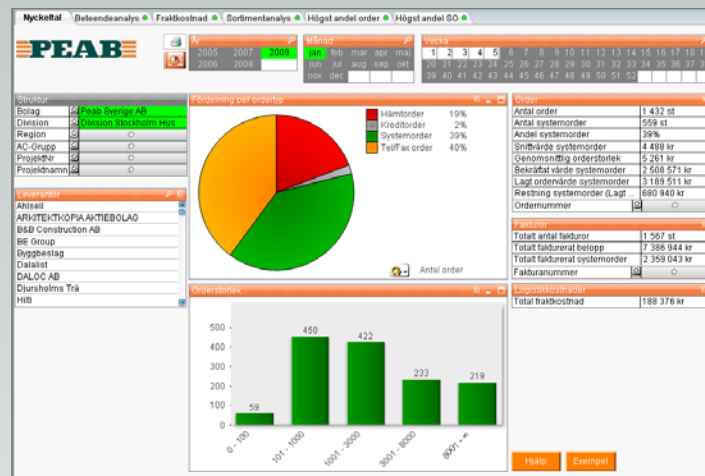 Nyckeltal Beteendeanalys Fraktkostnad Sortimentanalys Högst andel order Högst andel SO
PEAB
År
2005 2007 2009
2006 2008
Månad
jan feb mar apr maj
jun jul aug sep okt
nov dec
Vecka
1 2 3 4 5 6 7 8 9 10 11 12 13 14 15 16 17 18
20 21 22 23 24 25 26 27 28 29 30 31 32 33 34 35 36 37
39 40 41 42 43 44 45 46 47 48 49 50 51 52
Struktur
Bolag Peab Sverige AB
Division Division Stockholm Hus
Region
AC-Grupp
ProjektNr
Projektnamn
Leverantör
Ahlsell
ARKITEKTKOPIA AKTIEBOLAG
B&B Construction AB
BE Group
Byggbeslag
Dalalist
DALOC AB
Djursholms Trä
Hilti
Fördelning per ordertyp
Hämtorder 19%
Kreditorder 2%
Systemorder 39%
Tel/Fax order 40%
Antal order
Orderstorlek
500
400
300
200
100
0
59
450
422
233
219
0 - 100
101 - 1000
1001 - 3000
3001 - 8000
8001 - ∞
Order
Antal order 1 432 st
Antal systemorder 559 st
Andel systemorder 39%
Snittvärde systemorder 4 488 kr
Genomsnittlig orderstorlek 5 261 kr
Bekräftat värde systemorder 2 508 571 kr
Lagt ordervärde systemorder 3 189 511 kr
Restning systemorder (Lagt ... 680 940 kr
Ordernummer
Fakturor
Totalt antal fakturor 1 567 st
Totalt fakturerat belopp 7 386 944 kr
Totalt fakturerat systemorder 2 359 043 kr
Fakturanummer
Logistikkostnader
Total fraktkostnad 188 376 kr
Hjälp Exempel